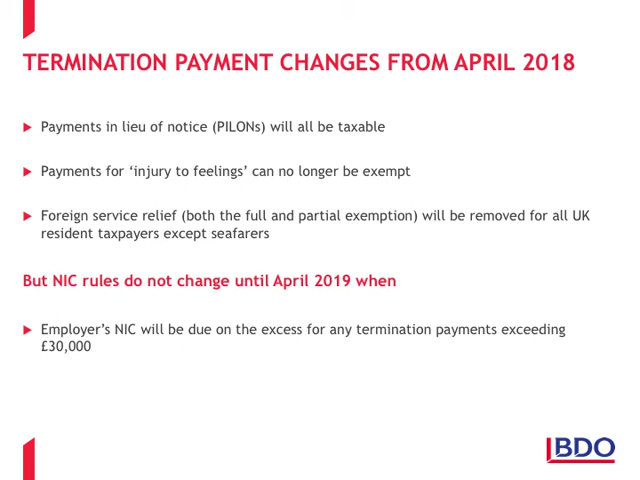 TERMINATION PAYMENT CHANGES FROM APRIL 2018
Payments in lieu of notice (PILONs) will all be taxable
Payments for ‘injury to feelings’ can no longer be exempt
Foreign service relief (both the full and partial exemption) will be removed for all UK
resident taxpayers except seafarers
But NIC rules do not change until April 2019 when
Employer’s NIC will be due on the excess for any termination payments exceeding
£30,000
BDO